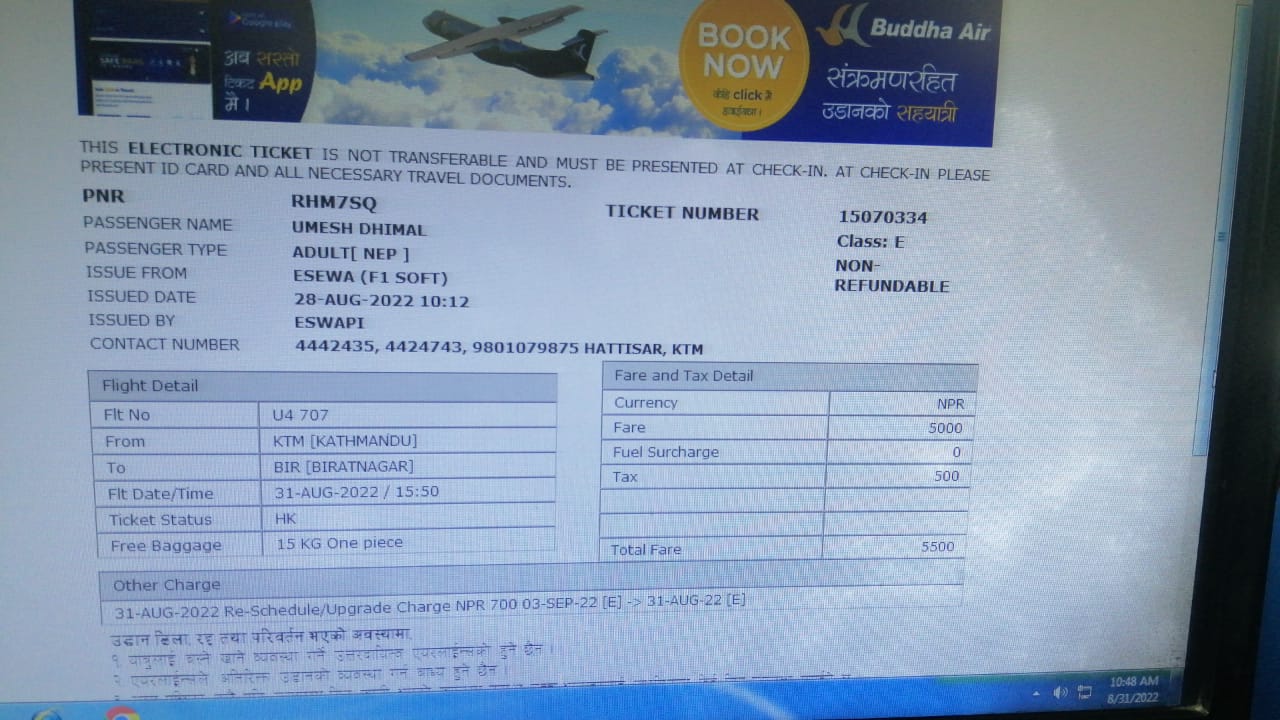 Google play
अब सस्तो
टिकट App
मै।
BOOK
NOW
click मै
Buddha Air
संक्रमणरहित
उडानको सहयात्री
THIS ELECTRONIC TICKET IS NOT TRANSFERABLE AND MUST BE PRESENTED AT CHECK-IN. AT CHECK-IN PLEASE
PRESENT ID CARD AND ALL NECESSARY TRAVEL DOCUMENTS.
PNR RHM7SQ TICKET NUMBER 15070334
PASSENGER NAME UMESH DHIMAL Class: E
PASSENGER TYPE ADULT[ NEP ] NON-
REFUNDABLE
ISSUE FROM ESEWA (F1 SOFT)
ISSUED DATE 28-AUG-2022 10:12
ISSUED BY ESWAPI
CONTACT NUMBER 4442435, 4424743, 9801079875 HATTISAR, KTM
Flight Detail
Flt No U4 707
From KTM [KATHMANDU]
To BIR [BIRATNAGAR]
Flt Date/Time 31-AUG-2022 / 15:50
Ticket Status HK
Free Baggage 15 KG One piece
Fare and Tax Detail
Currency NPR
Fare 5000
Fuel Surcharge 0
Tax 500
Total Fare 5500
Other Charge
31-AUG-2022 Re-Schedule/Upgrade Charge NPR 700 03-SEP-22 [E] -> 31-AUG-22 [E]
उडान ढिला, रद्द तथा परिवर्तन भएको अवस्थामा,
१. यात्रुलाई बस्ने खाने व्यवस्था गर्ने उत्तरदायित्व एयरलाईन्सको हुने छैन ।
२. एयरलाईन्सले अतिरिक्त उडानको व्यवस्था गर्न बाध्य हुने छैन ।
10:48 AM
8/31/2022